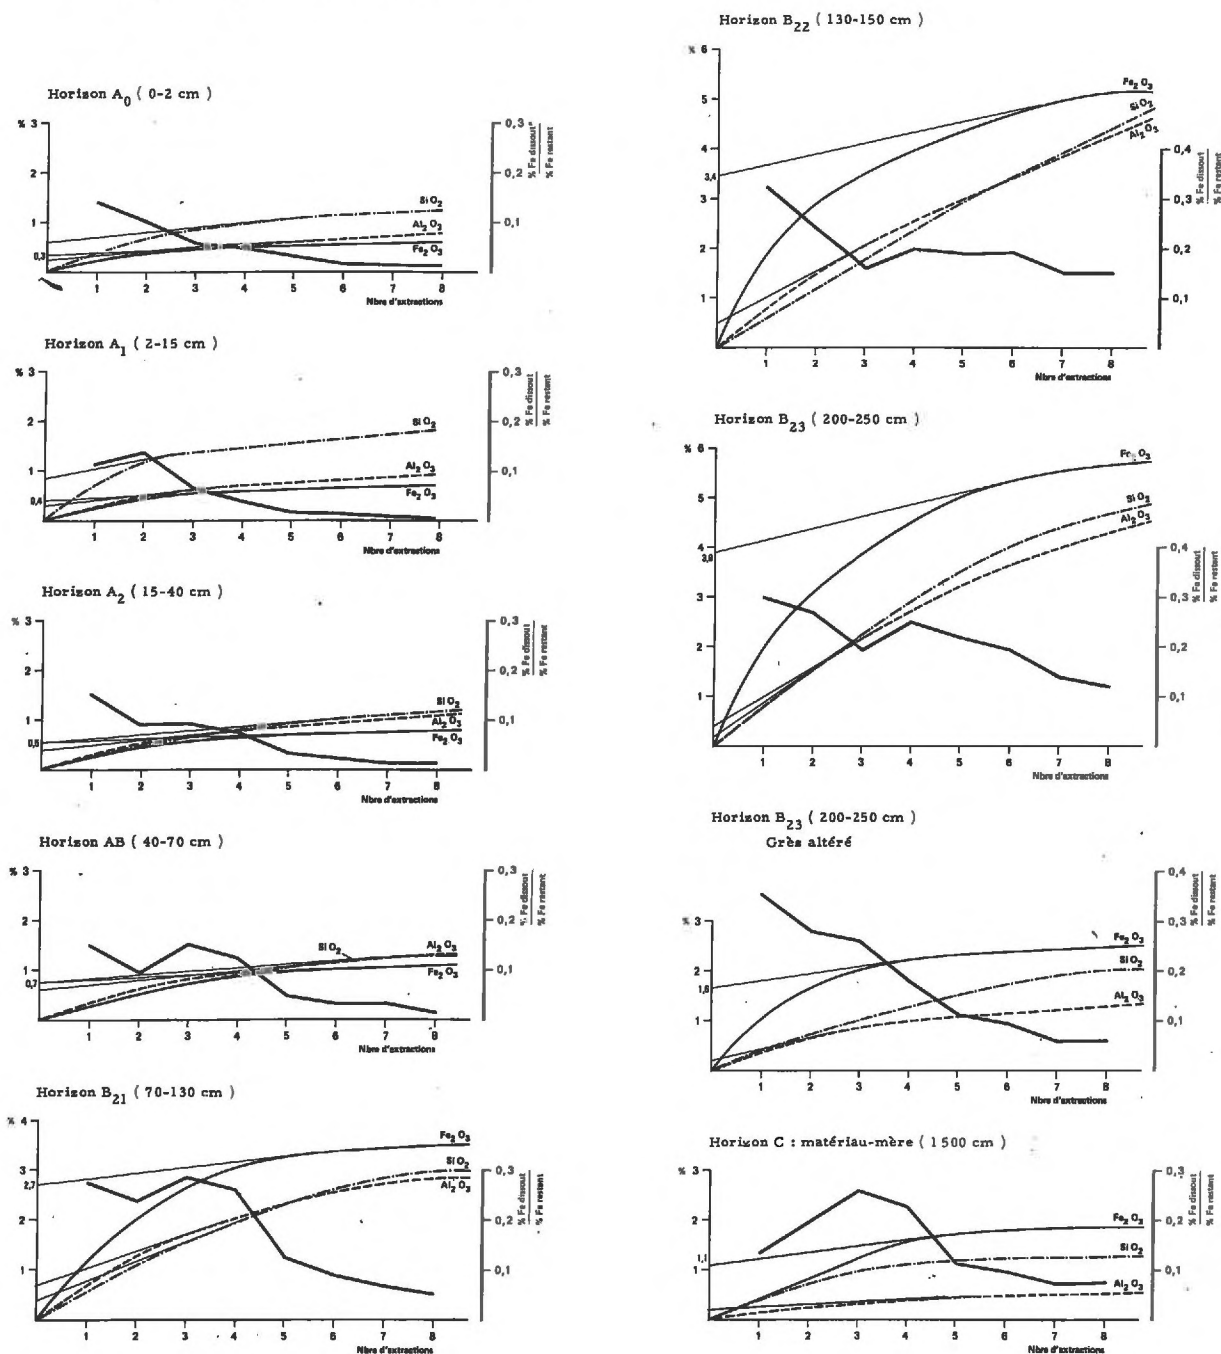 Horizon A0 ( 0-2 cm )
% 3
2
1
0,3
0,3
0,2
0,1
% Fe dissout
% Fe restant
SiO2
Al2O2
Fe2O3
1 2 3 4 5 6 7 8
Nbre d'extractions
Horizon A1 ( 2-15 cm )
% 3
2
1
0,4
0,3
0,2
0,1
% Fe dissout
% Fe restant
SiO2
Al2O3
Fe2O3
1 2 3 4 5 6 7 8
Nbre d'extractions
Horizon A2 ( 15-40 cm )
% 3
2
1
0,5
0,3
0,2
0,1
% Fe dissout
% Fe restant
SiO2
Al2O3
Fe2O3
1 2 3 4 5 6 7 8
Nbre d'extractions
Horizon AB ( 40-70 cm )
% 3
2
1
0,7
0,3
0,2
0,1
% Fe dissout
% Fe restant
SiO2
Al2O3
Fe2O3
1 2 3 4 5 6 7 8
Nbre d'extractions
Horizon B21 ( 70-130 cm )
% 4
3
2,7
2
1
0,3
0,2
0,1
% Fe dissout
% Fe restant
Fe2O3
SiO2
Al2O3
1 2 3 4 5 6 7 8
Nbre d'extractions
Horizon B22 ( 130-150 cm )
% 6
5
4
3,4
3
2
1
0,4
0,3
0,2
0,1
% Fe dissout
% Fe restant
Fe2O3
SiO2
Al2O3
1 2 3 4 5 6 7 8
Nbre d'extractions
Horizon B23 ( 200-250 cm )
% 6
5
4
3
2
1
0,4
0,3
0,2
0,1
% Fe dissout
% Fe restant
Fe2O3
SiO2
Al2O3
1 2 3 4 5 6 7 8
Nbre d'extractions
Horizon B23 ( 200-250 cm )
Grès altéré
% 3
2
1
0,4
0,3
0,2
0,1
% Fe dissout
% Fe restant
Fe2O3
SiO2
Al2O3
1 2 3 4 5 6 7 8
Nbre d'extractions
Horizon C : matériau-mère ( 1500 cm )
% 3
2
1,1
1
0,3
0,2
0,1
% Fe dissout
% Fe restant
Fe2O3
SiO2
Al2O3
1 2 3 4 5 6 7 8
Nbre d'extractions